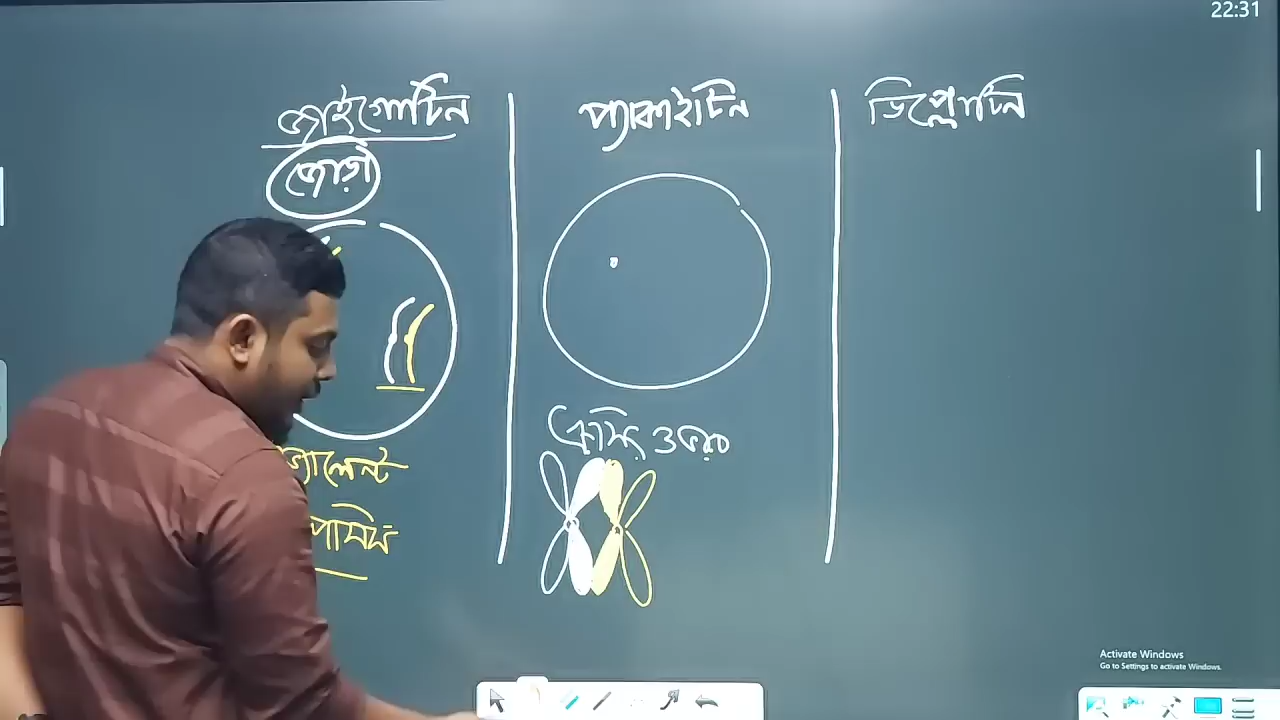 22:31
জাইগোটিন
প্যাকাইটিন
ডিপ্লোটিন
জোড়া
ক্রসিং ওভার
Activate Windows
Go to Settings to activate Windows.